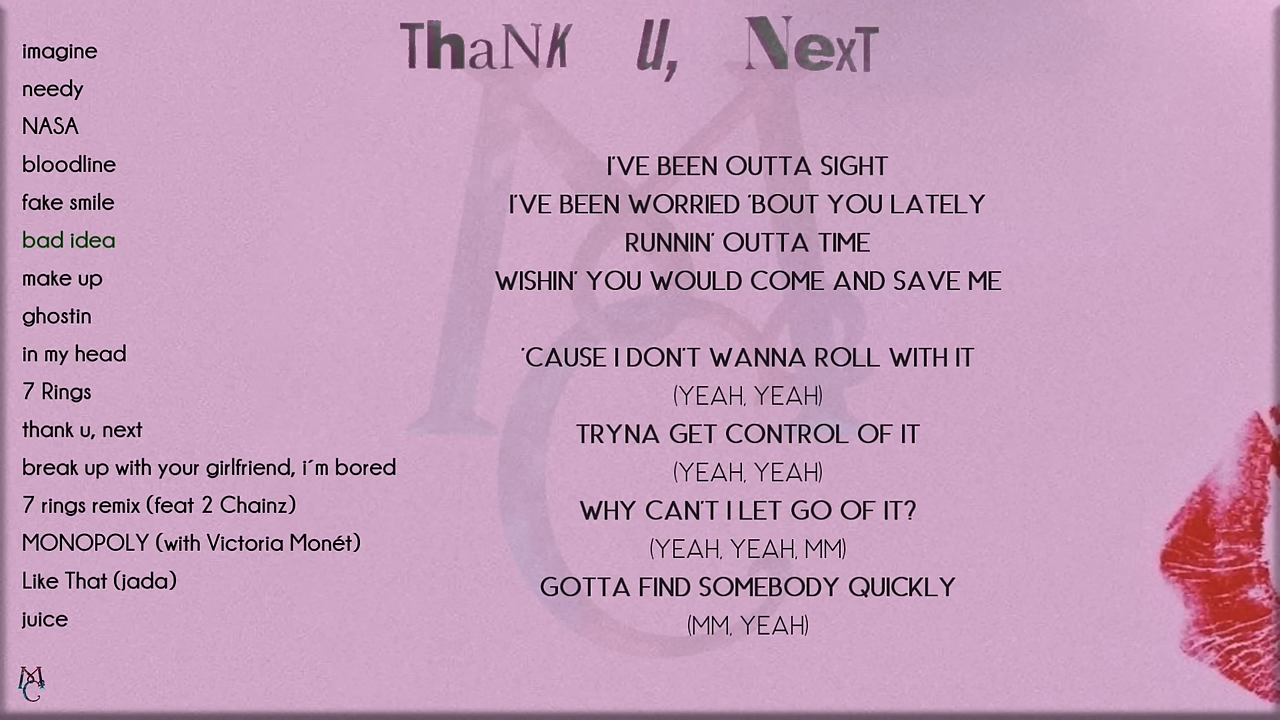 ThaNK U, NexT
imagine
needy
NASA
bloodline
fake smile
bad idea
make up
ghostin
in my head
7 Rings
thank u, next
break up with your girlfriend, i´m bored
7 rings remix (feat 2 Chainz)
MONOPOLY (with Victoria Monét)
Like That (jada)
juice
I'VE BEEN OUTTA SIGHT
I'VE BEEN WORRIED 'BOUT YOU LATELY
RUNNIN' OUTTA TIME
WISHIN' YOU WOULD COME AND SAVE ME
'CAUSE I DON'T WANNA ROLL WITH IT
(YEAH, YEAH)
TRYNA GET CONTROL OF IT
(YEAH, YEAH)
WHY CAN'T I LET GO OF IT?
(YEAH, YEAH, MM)
GOTTA FIND SOMEBODY QUICKLY
(MM, YEAH)
MC